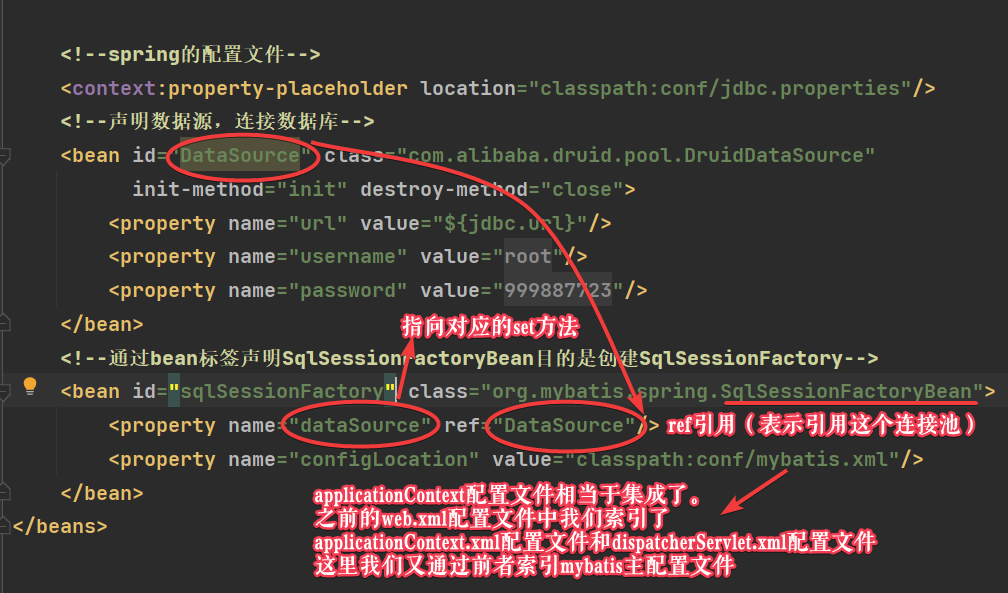 <!--spring的配置文件-->
<context:property-placeholder location="classpath:conf/jdbc.properties"/>
<!--声明数据源，连接数据库-->
<bean id="DataSource" class="com.alibaba.druid.pool.DruidDataSource"
init-method="init" destroy-method="close">
<property name="url" value="${jdbc.url}"/>
<property name="username" value="root"/>
<property name="password" value="999887723"/>
</bean>
指向对应的set方法
<!--通过bean标签声明SqlSessionFactoryBean目的是创建SqlSessionFactory-->
<bean id="sqlSessionFactory" class="org.mybatis.spring.SqlSessionFactoryBean">
<property name="dataSource" ref="DataSource"/> ref引用（表示引用这个连接池）
<property name="configLocation" value="classpath:conf/mybatis.xml"/>
</bean>
applicationContext配置文件相当于集成了。
之前的web.xml配置文件中我们索引了
applicationContext.xml配置文件和dispatcherServlet.xml配置文件
这里我们又通过前者索引mybatis主配置文件
</beans>